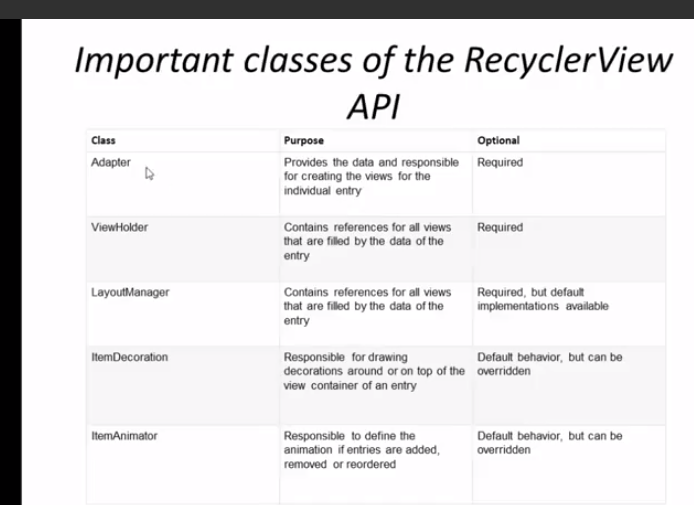 Important classes of the RecyclerView
API
Class Purpose Optional
Adapter Provides the data and responsible Required
for creating the views for the
individual entry
ViewHolder Contains references for all views Required
that are filled by the data of the
entry
LayoutManager Contains references for all views Required, but default
that are filled by the data of the implementations available
entry
ItemDecoration Responsible for drawing Default behavior, but can be
decorations around or on top of the overridden
view container of an entry
ItemAnimator Responsible to define the Default behavior, but can be
animation if entries are added, overridden
removed or reordered